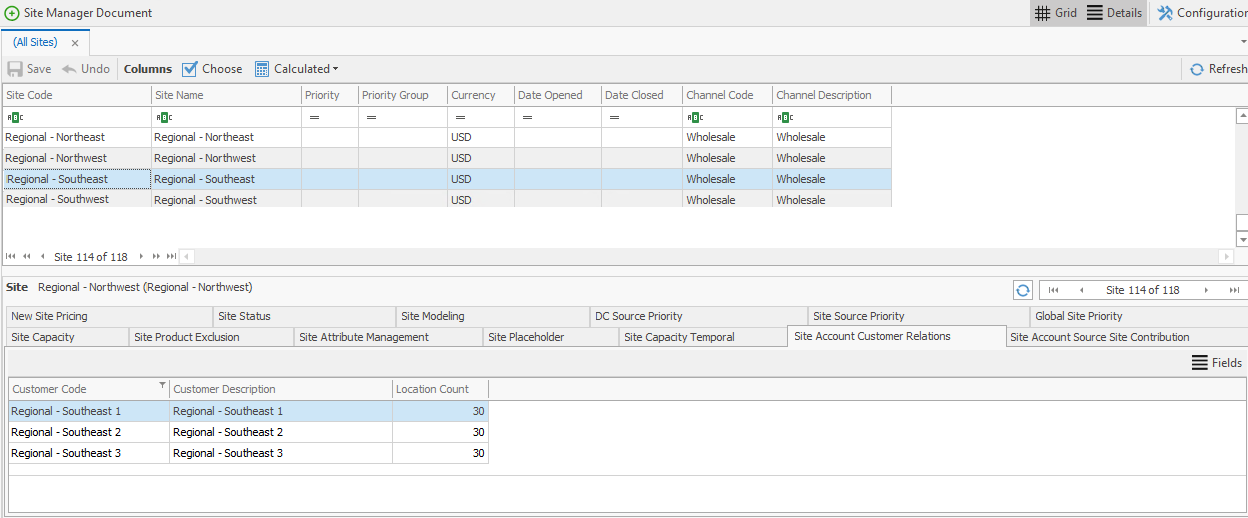 Site Manager Document Grid Details Configuration
(All Sites) ×
Save Undo Columns Choose Calculated Refresh
Site Code Site Name Priority Priority Group Currency Date Opened Date Closed Channel Code Channel Description
ABC ABC = = = = = ABC ABC
Regional - Northeast Regional - Northeast USD Wholesale Wholesale
Regional - Northwest Regional - Northwest USD Wholesale Wholesale
Regional - Southeast Regional - Southeast USD Wholesale Wholesale
Regional - Southwest Regional - Southwest USD Wholesale Wholesale
Site 114 of 118
Site Regional - Northwest (Regional - Northwest) Site 114 of 118
New Site Pricing Site Status Site Modeling DC Source Priority Site Source Priority Global Site Priority
Site Capacity Site Product Exclusion Site Attribute Management Site Placeholder Site Capacity Temporal Site Account Customer Relations Site Account Source Site Contribution
Fields
Customer Code Customer Description Location Count
Regional - Southeast 1 Regional - Southeast 1 30
Regional - Southeast 2 Regional - Southeast 2 30
Regional - Southeast 3 Regional - Southeast 3 30